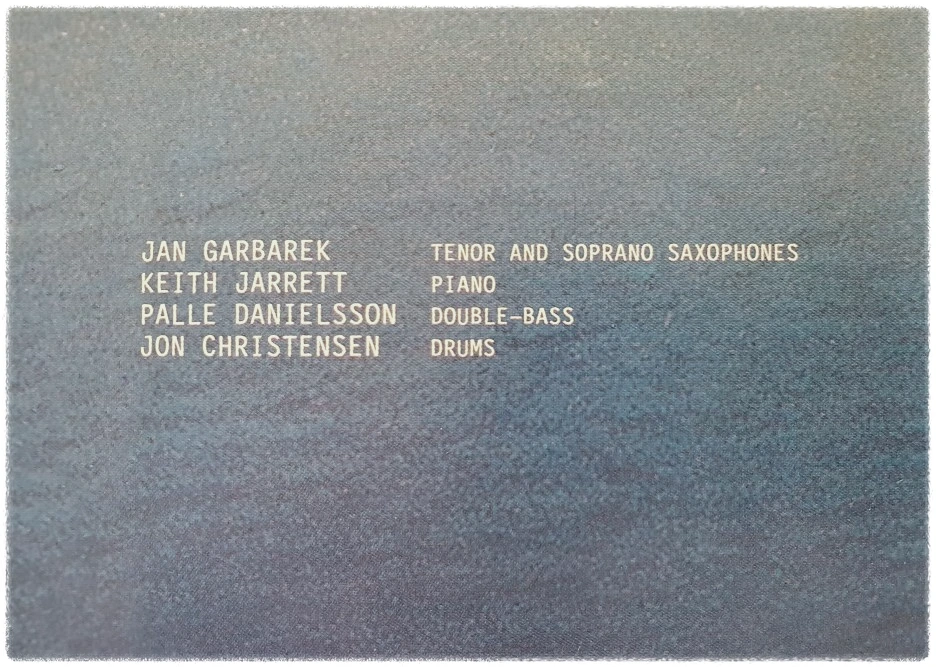 JAN GARBAREK TENOR AND SOPRANO SAXOPHONES
KEITH JARRETT PIANO
PALLE DANIELSSON DOUBLE-BASS
JON CHRISTENSEN DRUMS